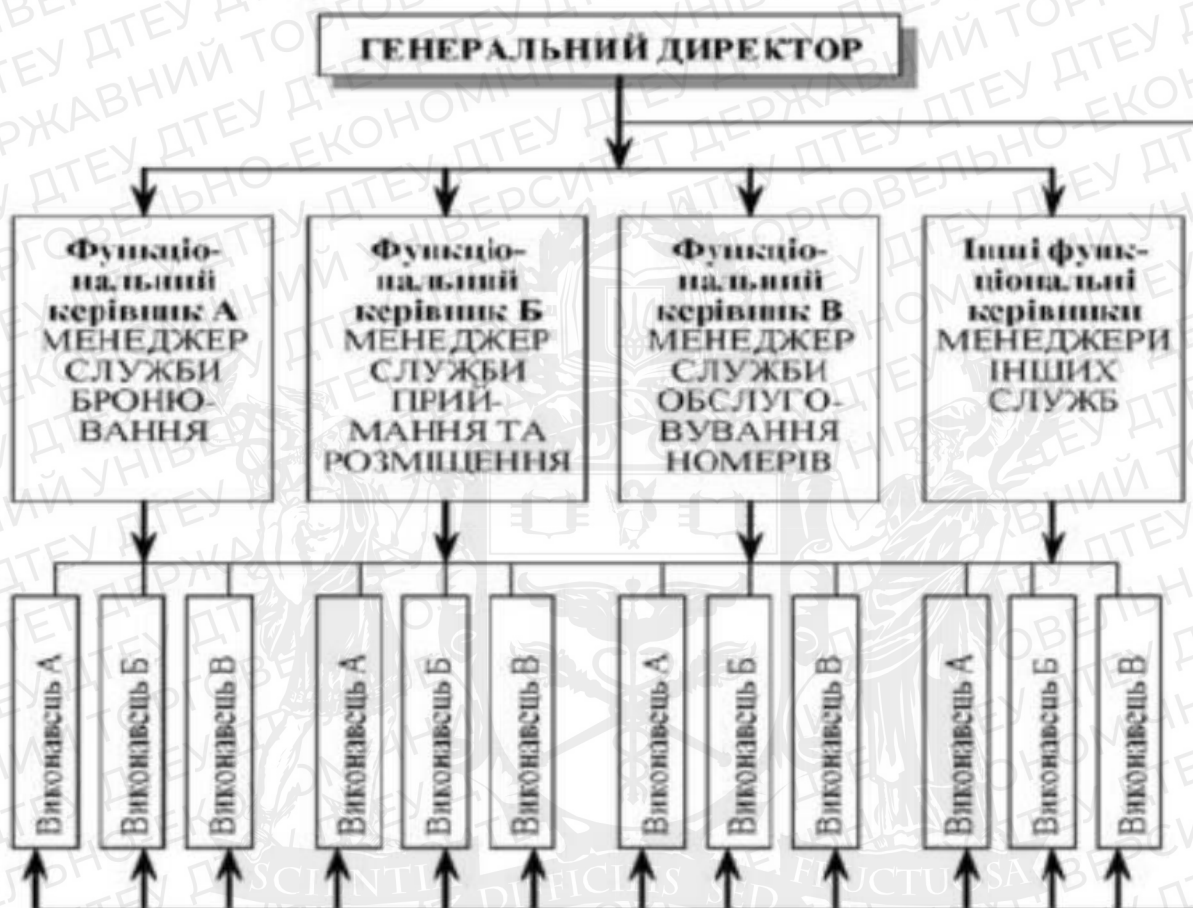 ГЕНЕРАЛЬНИЙ ДИРЕКТОР
Функціо-
нальний
керівник А
МЕНЕДЖЕР
СЛУЖБИ
БРОНЮ-
ВАННЯ
Функціо-
нальний
керівник Б
МЕНЕДЖЕР
СЛУЖБИ
ПРИЙ-
МАННЯ ТА
РОЗМІЩЕННЯ
Функціо-
нальний
керівник В
МЕНЕДЖЕР
СЛУЖБИ
ОБСЛУГО-
ВУВАННЯ
НОМЕРІВ
Інші функ-
ціональні
керівники
МЕНЕДЖЕРИ
ІНШИХ
СЛУЖБ
Виконавець А
Виконавець Б
Виконавець В
Виконавець А
Виконавець Б
Виконавець В
Виконавець А
Виконавець Б
Виконавець В
Виконавець А
Виконавець Б
Виконавець В